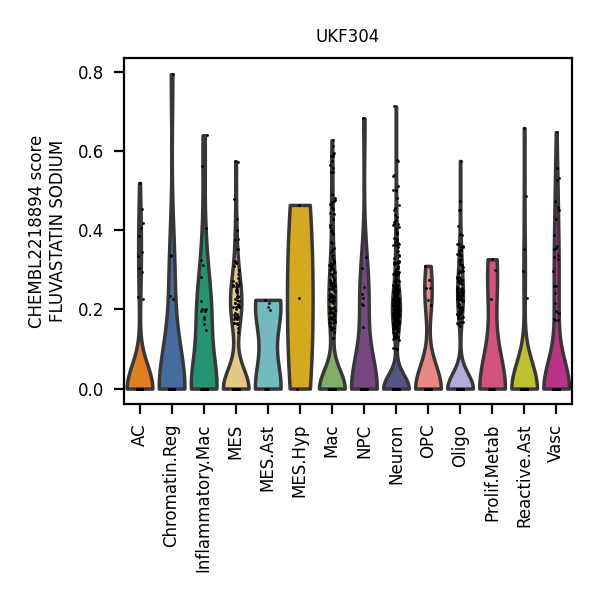 UKF304
CHEMBL2218894 score
FLUVASTATIN SODIUM
0.8
0.6
0.4
0.2
0.0
AC
Chromatin.Reg
Inflammatory.Mac
MES
MES.Ast
MES.Hyp
Mac
NPC
Neuron
OPC
Oligo
Prolif.Metab
Reactive.Ast
Vasc